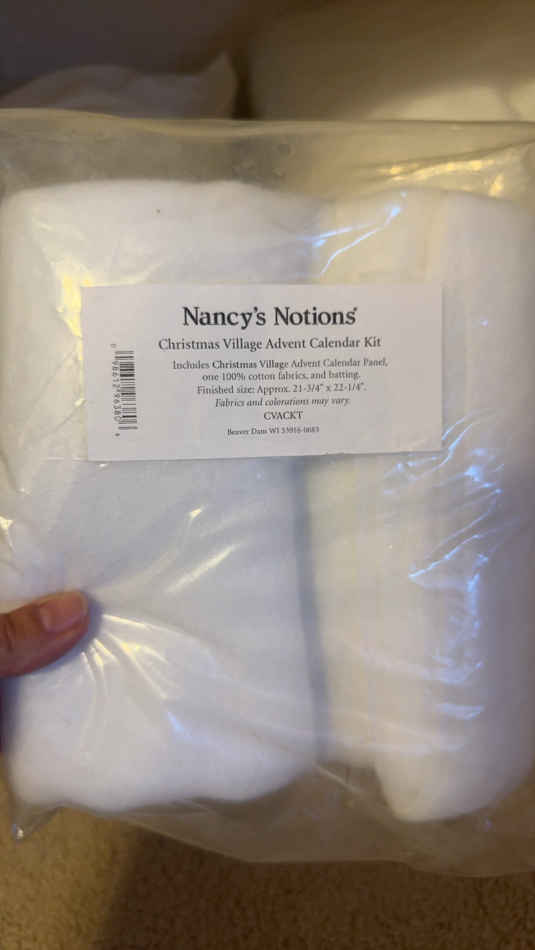 Nancy's Notions®
Christmas Village Advent Calendar Kit
Includes Christmas Village Advent Calendar Panel,
one 100% cotton fabrics, and batting.
Finished size: Approx. 21-3/4" x 22-1/4".
Fabrics and colorations may vary.
CVACKT
Beaver Dam WI 53916-0683